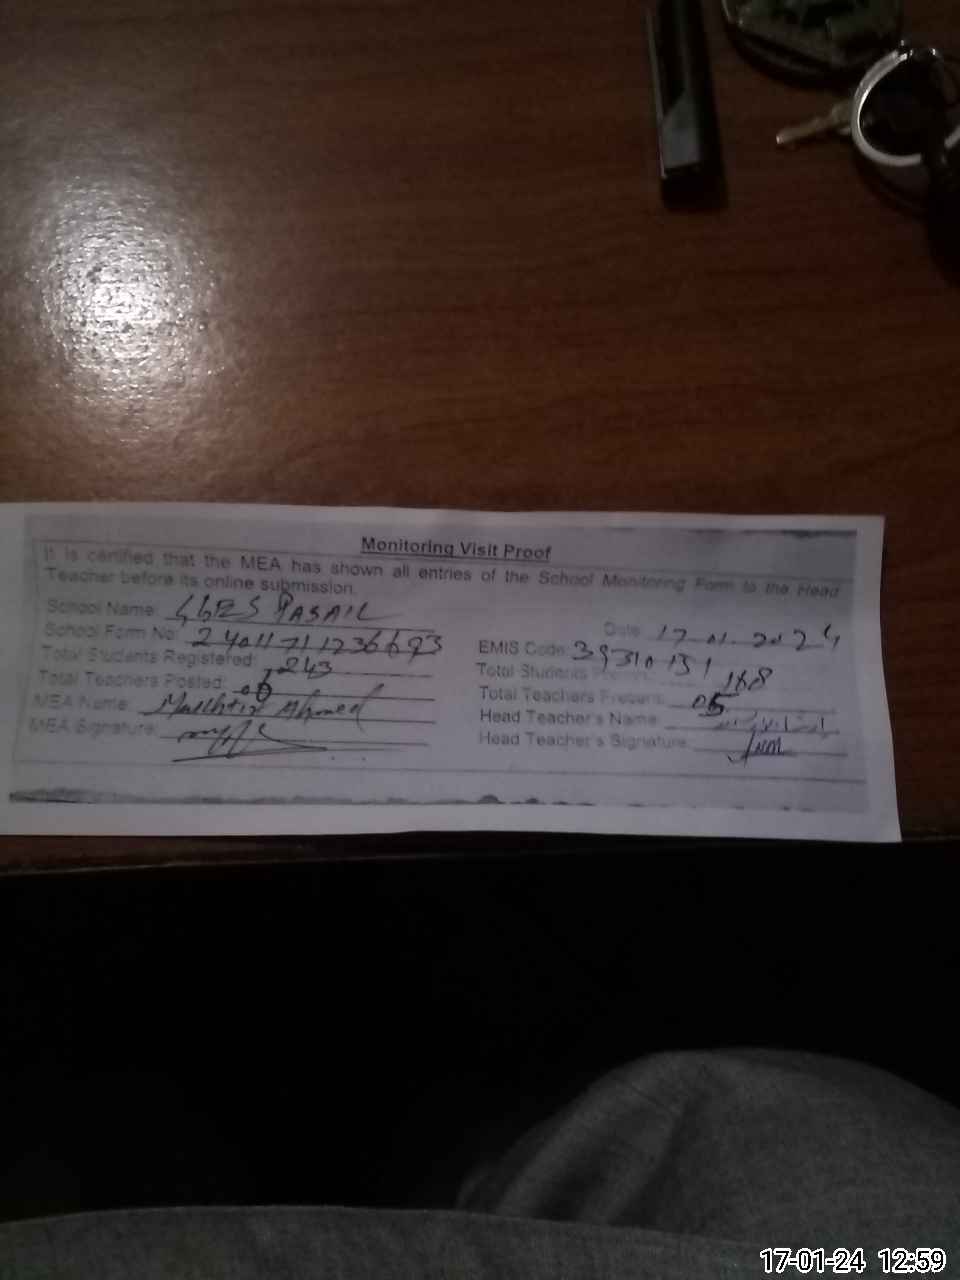 Monitoring Visit Proof
It is certified that the MEA has shown all entries of the School Monitoring Form to the Head
Teacher before its online submission.
School Name: GGES PASAIL
Date 17-01-2024
School Form No: 24011711236693
EMIS Code: 39310131
Total Students Registered: 243
Total Students Present: 188
Total Teachers Posted: 06
Total Teachers Present: 05
MEA Name: Ahmed
Head Teacher's Name
MEA Signature:
Head Teacher's Signature
17-01-24 12:59